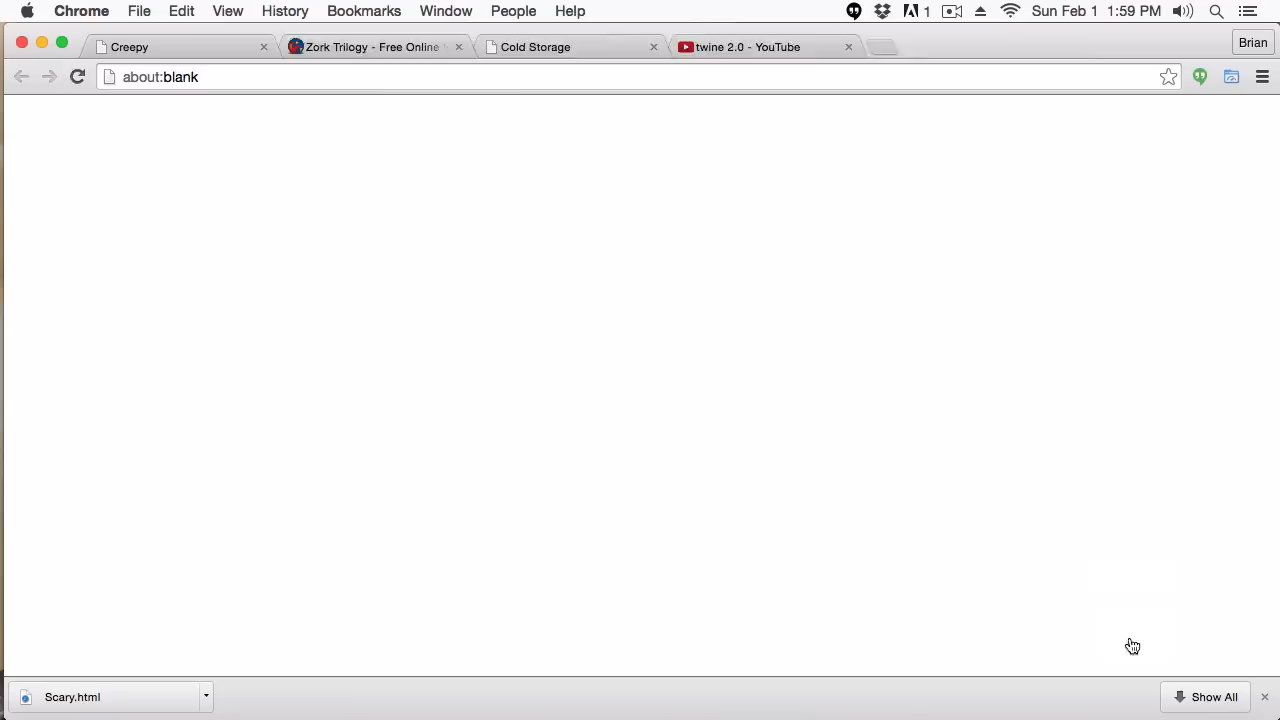 Chrome File Edit View History Bookmarks Window People Help 1 Sun Feb 1 1:59 PM
Creepy Zork Trilogy - Free Online Cold Storage twine 2.0 - YouTube Brian
about:blank
Scary.html Show All